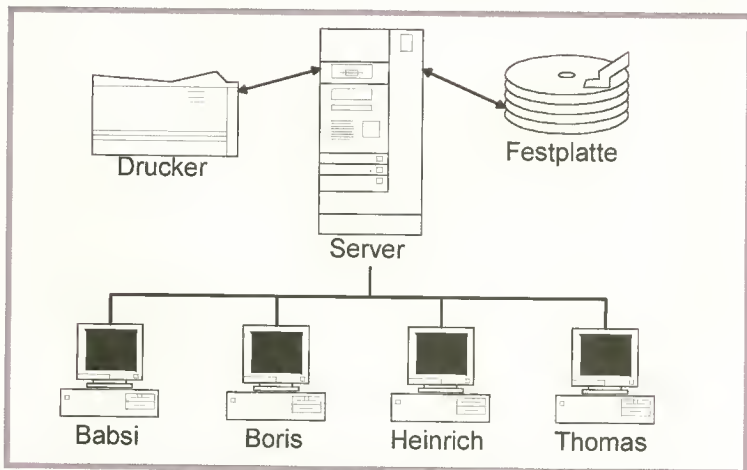 Drucker
Festplatte
Server
Babsi
Boris
Heinrich
Thomas